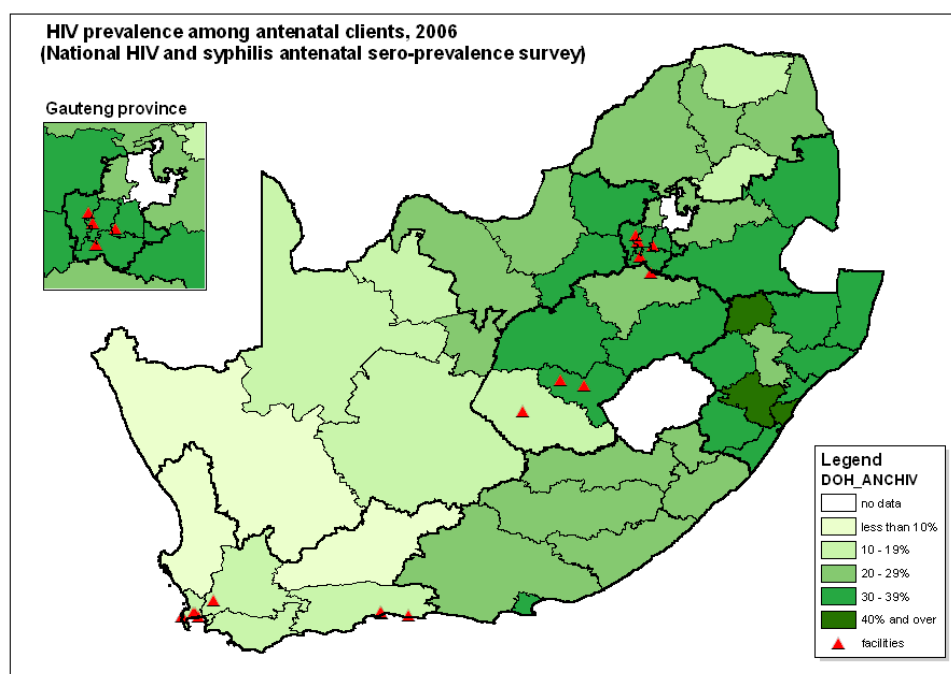 HIV prevalence among antenatal clients, 2006
(National HIV and syphilis antenatal sero-prevalence survey)
Gauteng province
Legend
DOH_ANCHIV
no data
less than 10%
10 - 19%
20 - 29%
30 - 39%
40% and over
facilities